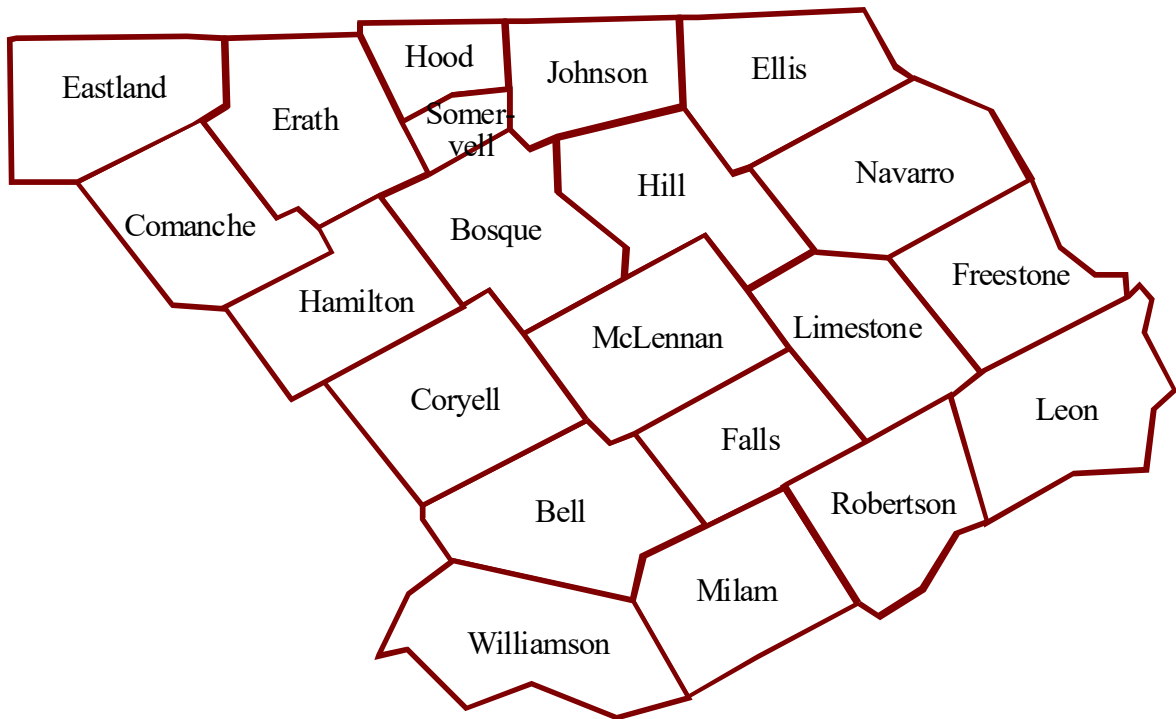 Hood
Ellis
Johnson
Eastland
Erath
Somer-
vell
Navarro
Hill
Comanche
Bosque
Freestone
Hamilton
Limestone
McLennan
Coryell
Leon
Falls
Robertson
Bell
Milam
Williamson